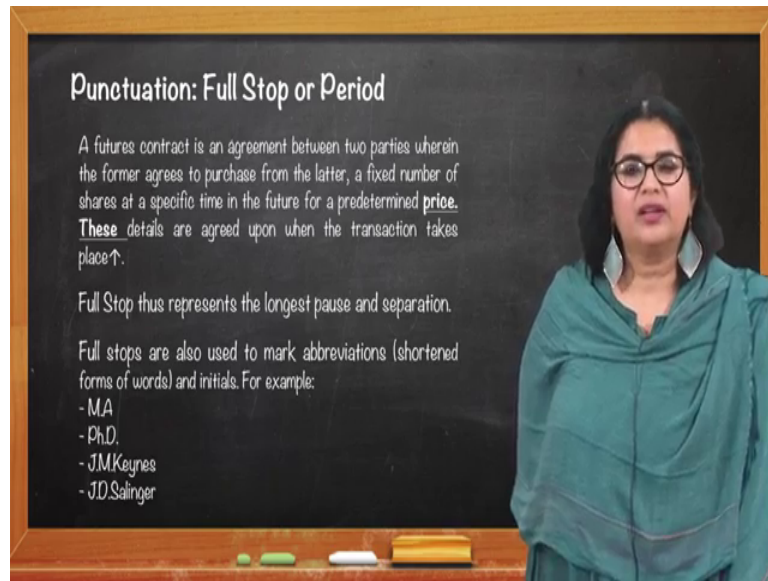 Punctuation: Full Stop or Period
A futures contract is an agreement between two parties wherein
the former agrees to purchase from the latter, a fixed number of
shares at a specific time in the future for a predetermined price.
These details are agreed upon when the transaction takes
place↑.
Full Stop thus represents the longest pause and separation.
Full stops are also used to mark abbreviations (shortened
forms of words) and initials. For example:
- M.A
- Ph.D.
- J.M.Keynes
- J.D.Salinger